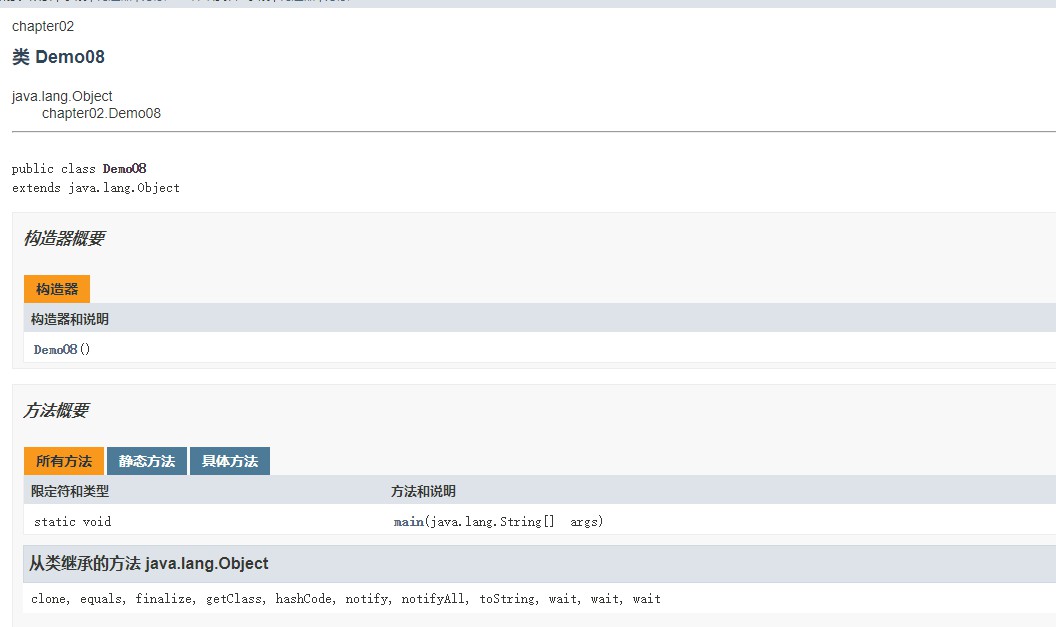 chapter02
类 Demo08
java.lang.Object
chapter02.Demo08
public class Demo08
extends java.lang.Object
构造器概要
构造器
构造器和说明
Demo08()
方法概要
所有方法 静态方法 具体方法
限定符和类型 方法和说明
static void main(java.lang.String[] args)
从类继承的方法 java.lang.Object
clone, equals, finalize, getClass, hashCode, notify, notifyAll, toString, wait, wait, wait